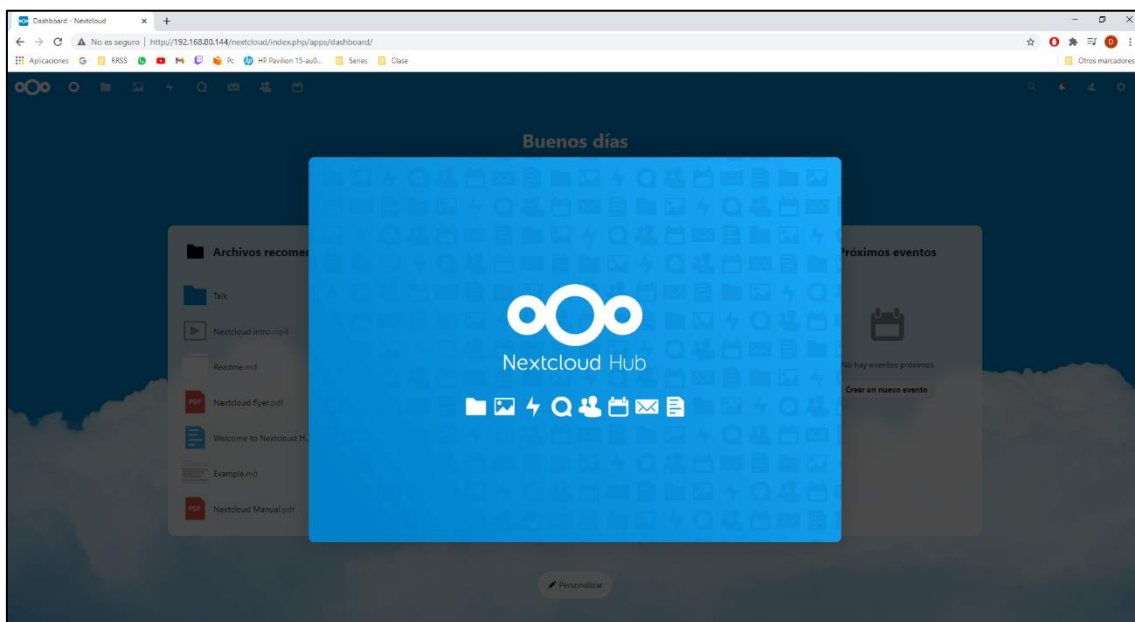 Dashboard - Nextcloud
No es seguro | http://192.168.80.144/nextcloud/index.php/apps/dashboard/
Aplicaciones RRSS Pc HP Pavilion 15-au0... Series Clase Otros marcadores
Buenos días
Archivos recomen
Próximos eventos
Talk
Nextcloud intro.mp4
Readme.md
PDF Nextcloud flyer.pdf
Welcome to Nextcloud H...
Example.md
PDF Nextcloud Manual.pdf
Nextcloud Hub
No hay eventos próximos
Crear un nuevo evento
Personalizar